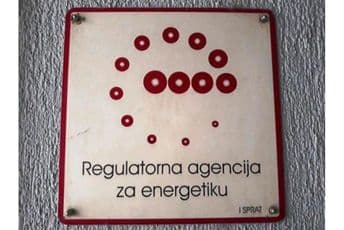 Regulatorna agencija
za energetiku
I SPRAT